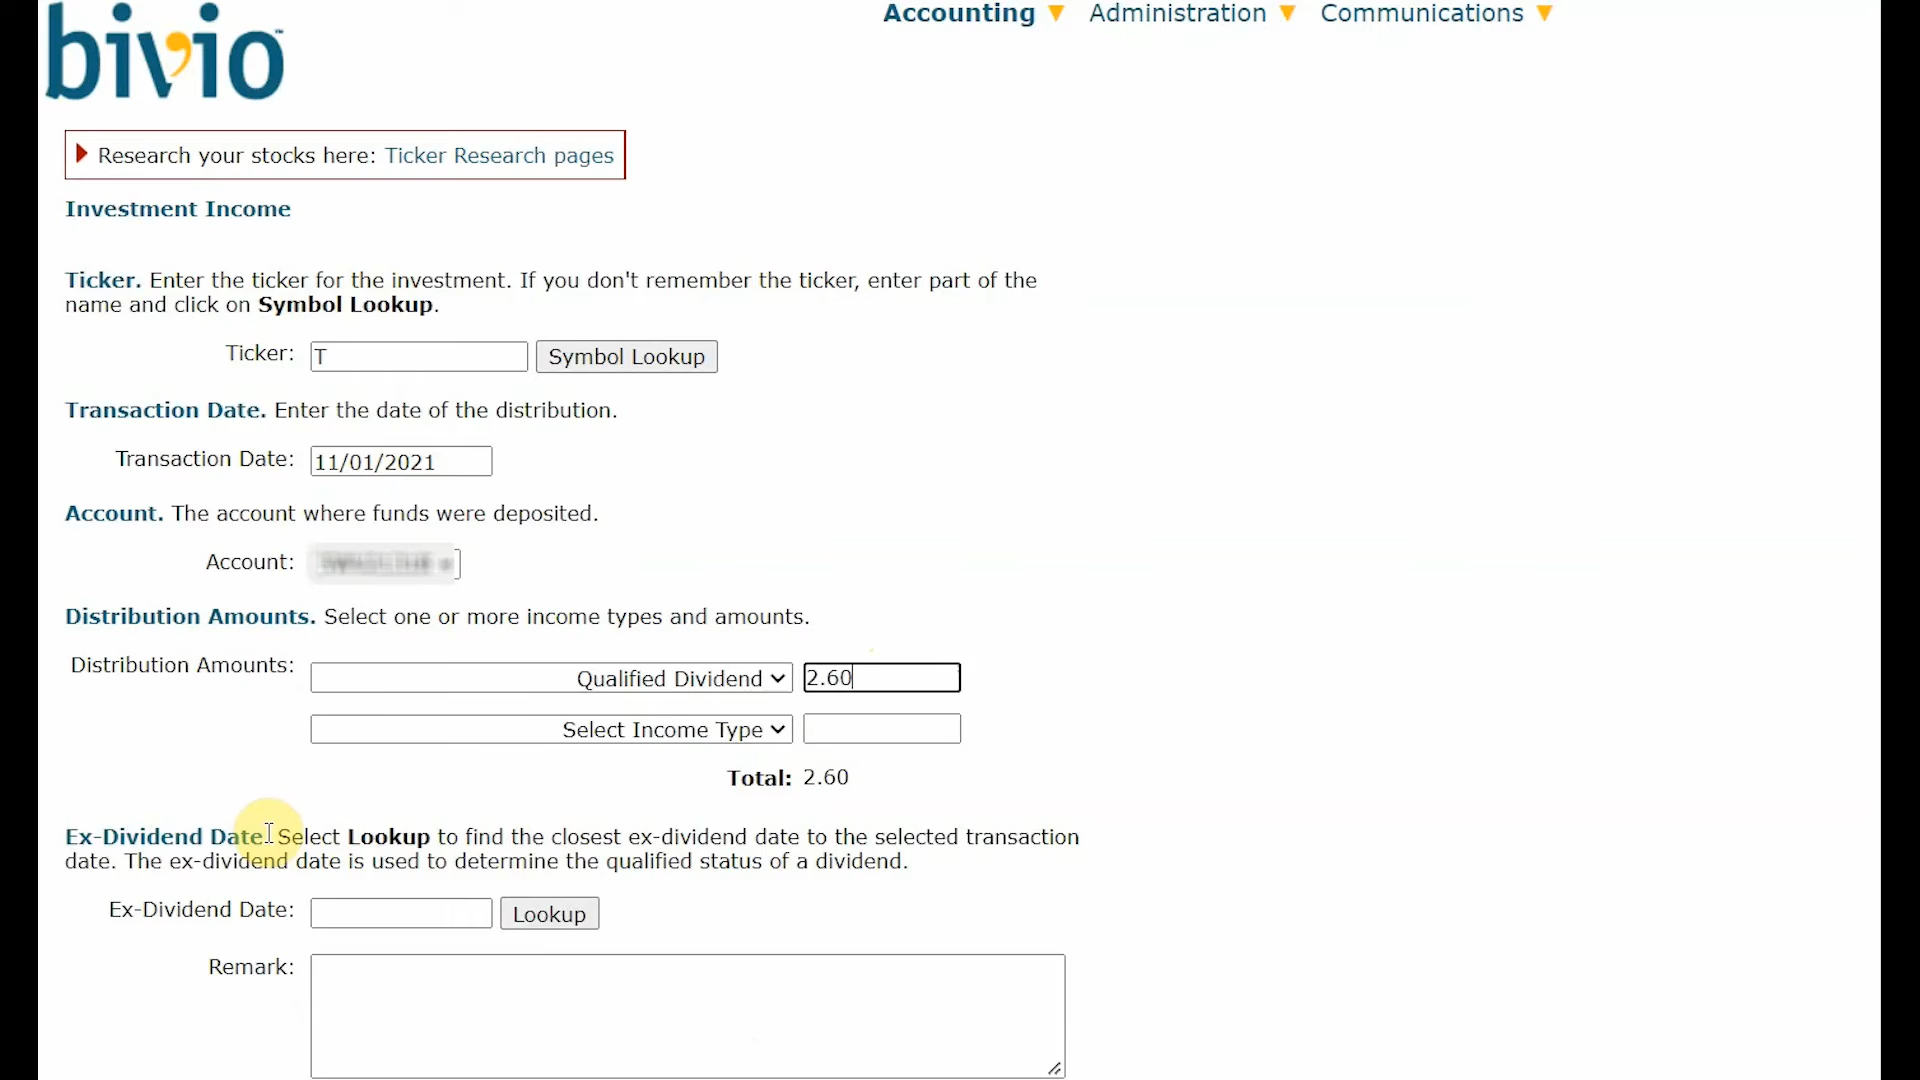 Accounting ▼ Administration ▼ Communications ▼
bivio™
Research your stocks here: Ticker Research pages
Investment Income
Ticker. Enter the ticker for the investment. If you don't remember the ticker, enter part of the
name and click on Symbol Lookup.
Ticker: T Symbol Lookup
Transaction Date. Enter the date of the distribution.
Transaction Date: 11/01/2021
Account. The account where funds were deposited.
Account:
Distribution Amounts. Select one or more income types and amounts.
Distribution Amounts: Qualified Dividend 2.60
Select Income Type
Total: 2.60
Ex-Dividend Date. Select Lookup to find the closest ex-dividend date to the selected transaction
date. The ex-dividend date is used to determine the qualified status of a dividend.
Ex-Dividend Date: Lookup
Remark: